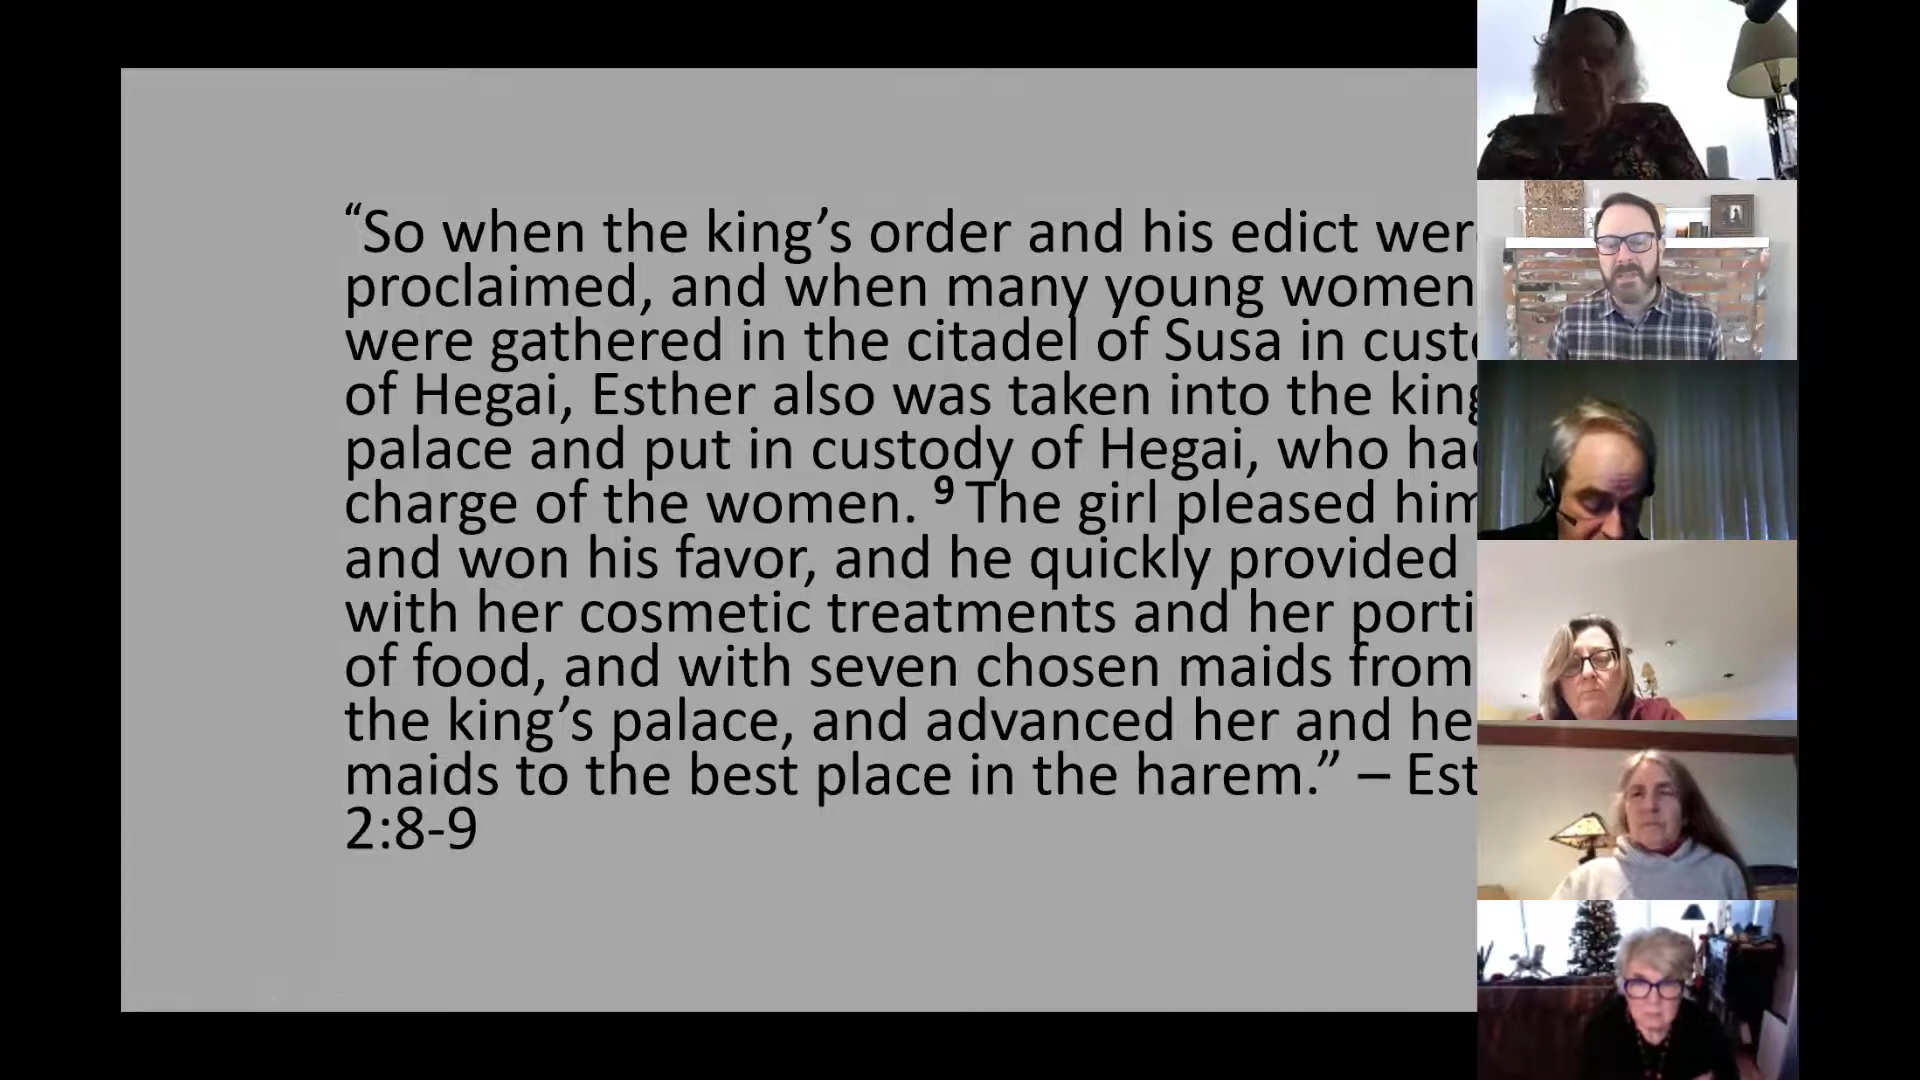 “So when the king’s order and his edict wer
proclaimed, and when many young women
were gathered in the citadel of Susa in cust
of Hegai, Esther also was taken into the king
palace and put in custody of Hegai, who had
charge of the women. 9 The girl pleased him
and won his favor, and he quickly provided
with her cosmetic treatments and her porti
of food, and with seven chosen maids from
the king’s palace, and advanced her and he
maids to the best place in the harem.” – Est
2:8-9